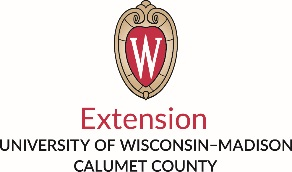 W
Extension
UNIVERSITY OF WISCONSIN–MADISON
CALUMET COUNTY